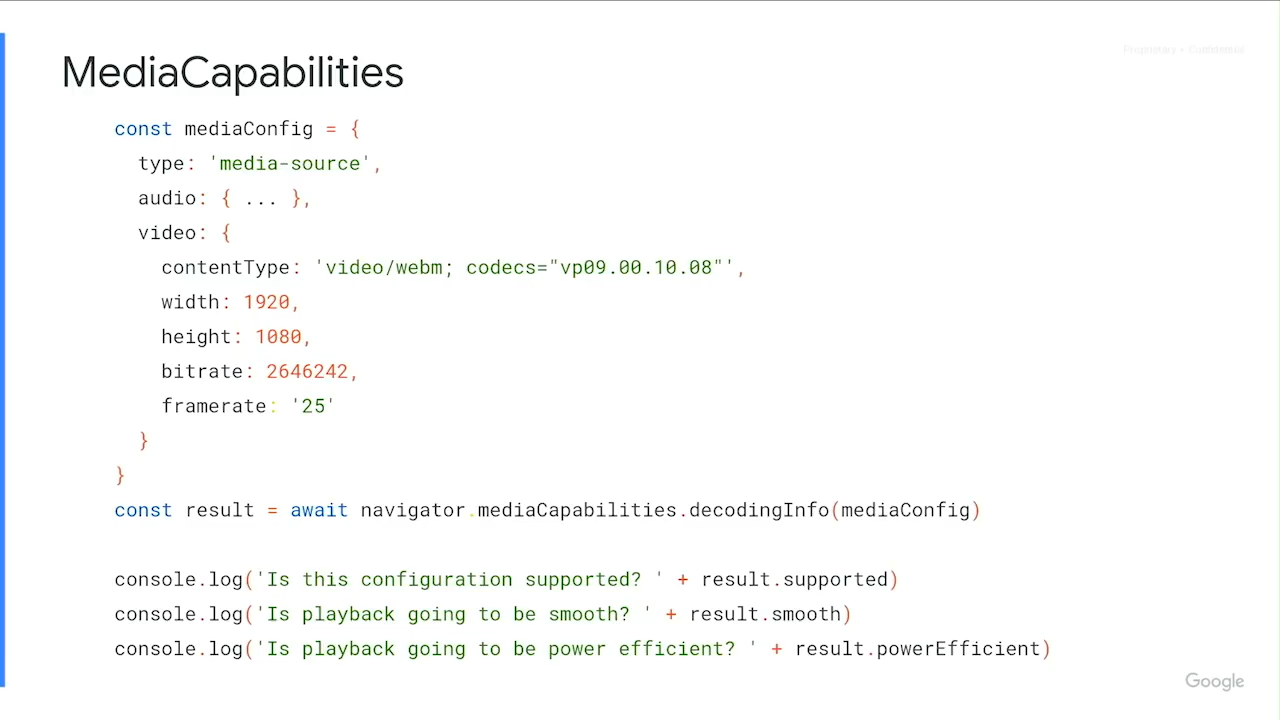 Proprietary + Confidential
MediaCapabilities
const mediaConfig = {
  type: 'media-source',
  audio: { ... },
  video: {
    contentType: 'video/webm; codecs="vp09.00.10.08"',
    width: 1920,
    height: 1080,
    bitrate: 2646242,
    framerate: '25'
  }
}
const result = await navigator.mediaCapabilities.decodingInfo(mediaConfig)
console.log('Is this configuration supported? ' + result.supported)
console.log('Is playback going to be smooth? ' + result.smooth)
console.log('Is playback going to be power efficient? ' + result.powerEfficient)
Google